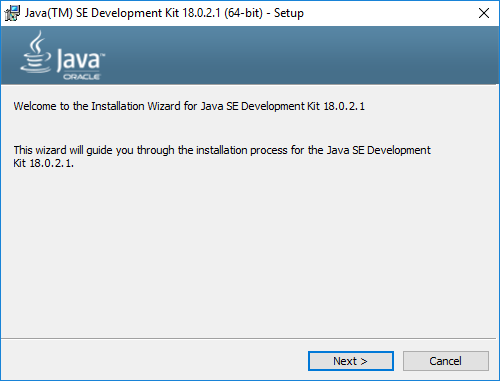 Java(TM) SE Development Kit 18.0.2.1 (64-bit) - Setup
Java™
ORACLE
Welcome to the Installation Wizard for Java SE Development Kit 18.0.2.1
This wizard will guide you through the installation process for the Java SE Development
Kit 18.0.2.1.
Next >
Cancel